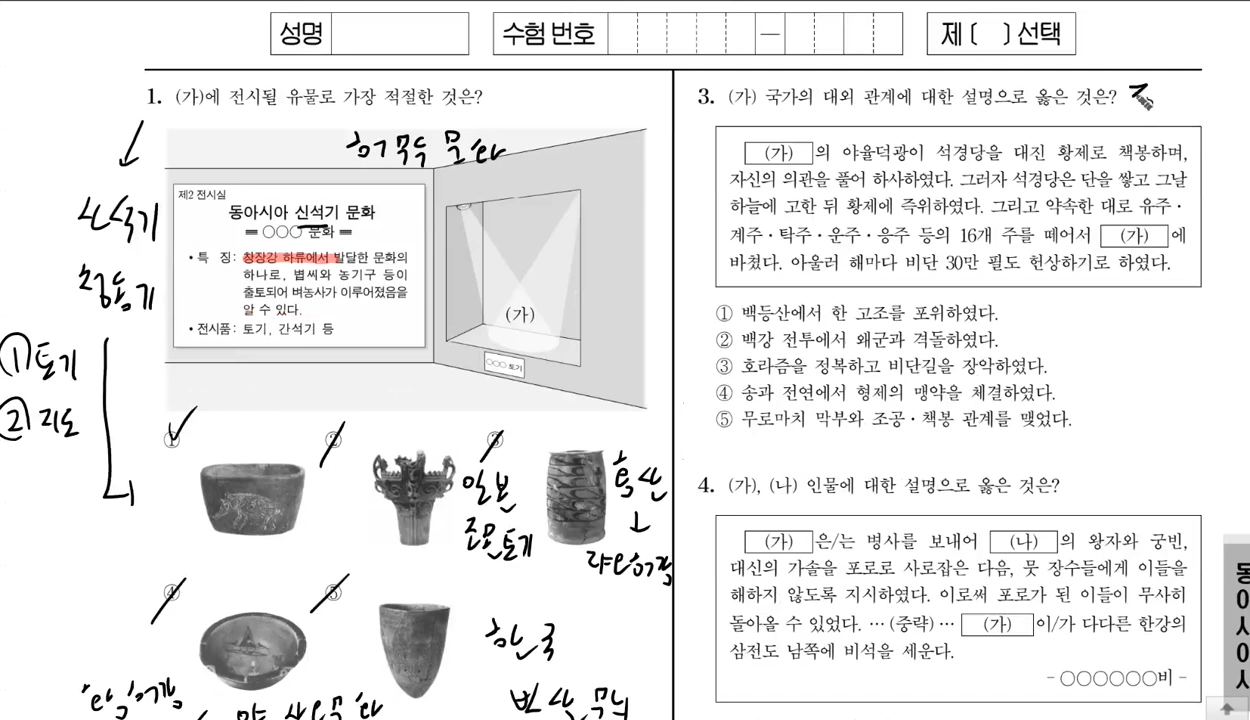 성명
수험 번호 —
제 ( ) 선택
1. (가)에 전시될 유물로 가장 적절한 것은?
허무두 문화
신석기
청동기
① 토기
② 지도
제2 전시실
동아시아 신석기 문화
═ ○○○ 문화 ═
• 특 징: 창장강 하류에서 발달한 문화의
하나로, 볍씨와 농기구 등이
출토되어 벼농사가 이루어졌음을
알 수 있다.
• 전시품: 토기, 간석기 등
(가)
○○○ 토기
①
②
일본
조몬 토기
③
홍산
랴오허강
④
황허강
양사오 문화
⑤
한국
빗살무늬
3. (가) 국가의 대외 관계에 대한 설명으로 옳은 것은?
(가) 의 야율덕광이 석경당을 대진 황제로 책봉하며,
자신의 의관을 풀어 하사하였다. 그러자 석경당은 단을 쌓고 그날
하늘에 고한 뒤 황제에 즉위하였다. 그리고 약속한 대로 유주·
계주·탁주·운주·응주 등의 16개 주를 떼어서 (가) 에
바쳤다. 아울러 해마다 비단 30만 필도 헌상하기로 하였다.
① 백등산에서 한 고조를 포위하였다.
② 백강 전투에서 왜군과 격돌하였다.
③ 호라즘을 정복하고 비단길을 장악하였다.
④ 송과 전연에서 형제의 맹약을 체결하였다.
⑤ 무로마치 막부와 조공·책봉 관계를 맺었다.
4. (가), (나) 인물에 대한 설명으로 옳은 것은?
(가) 은/는 병사를 보내어 (나) 의 왕자와 궁빈,
대신의 가솔을 포로로 사로잡은 다음, 뭇 장수들에게 이들을
해하지 않도록 지시하였다. 이로써 포로가 된 이들이 무사히
돌아올 수 있었다. … (중략) … (가) 이/가 다다른 한강의
삼전도 남쪽에 비석을 세운다.
- ○○○○○○비 -
동아시아시